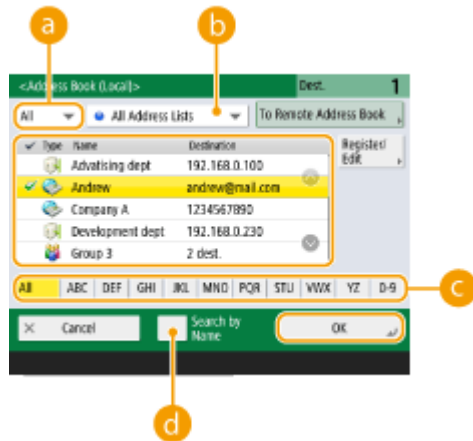 a
b
<Address Book (Local)> Dest. 1
All All Address Lists To Remote Address Book
Type Name Destination Register/
Edit
Advatising dept 192.168.0.100
Andrew andrew@mail.com
Company A 1234567890
Development dept 192.168.0.230
Group 3 2 dest.
All ABC DEF GHI JKL MNO PQR STU VWX YZ 0-9
c
× Cancel Search by
Name OK
d